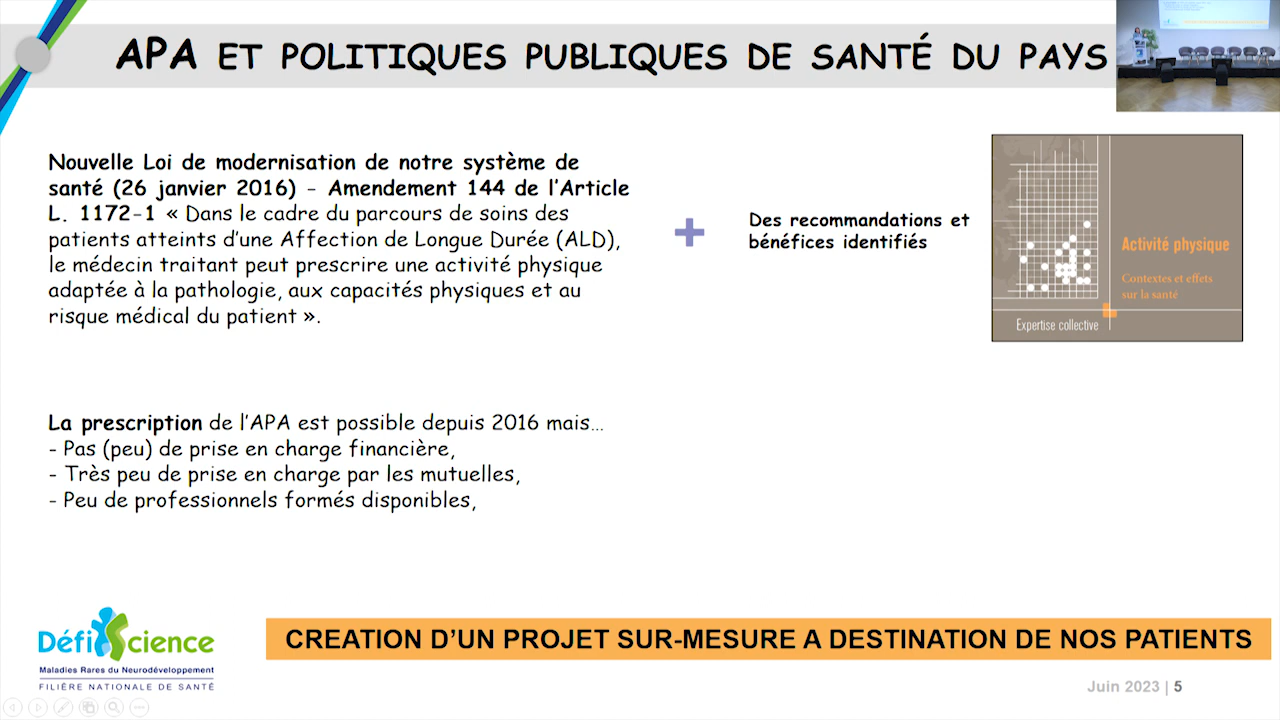 APA ET POLITIQUES PUBLIQUES DE SANTÉ DU PAYS
Nouvelle Loi de modernisation de notre système de
santé (26 janvier 2016) - Amendement 144 de l'Article
L. 1172-1 « Dans le cadre du parcours de soins des
patients atteints d'une Affection de Longue Durée (ALD),
le médecin traitant peut prescrire une activité physique
adaptée à la pathologie, aux capacités physiques et au
risque médical du patient ».
+
Des recommandations et
bénéfices identifiés
Activité physique
Contextes et effets
sur la santé
Expertise collective
La prescription de l'APA est possible depuis 2016 mais…
- Pas (peu) de prise en charge financière,
- Très peu de prise en charge par les mutuelles,
- Peu de professionnels formés disponibles,
DéfiScience
Maladies Rares du Neurodéveloppement
FILIÈRE NATIONALE DE SANTÉ
CREATION D'UN PROJET SUR-MESURE A DESTINATION DE NOS PATIENTS
Juin 2023 | 5